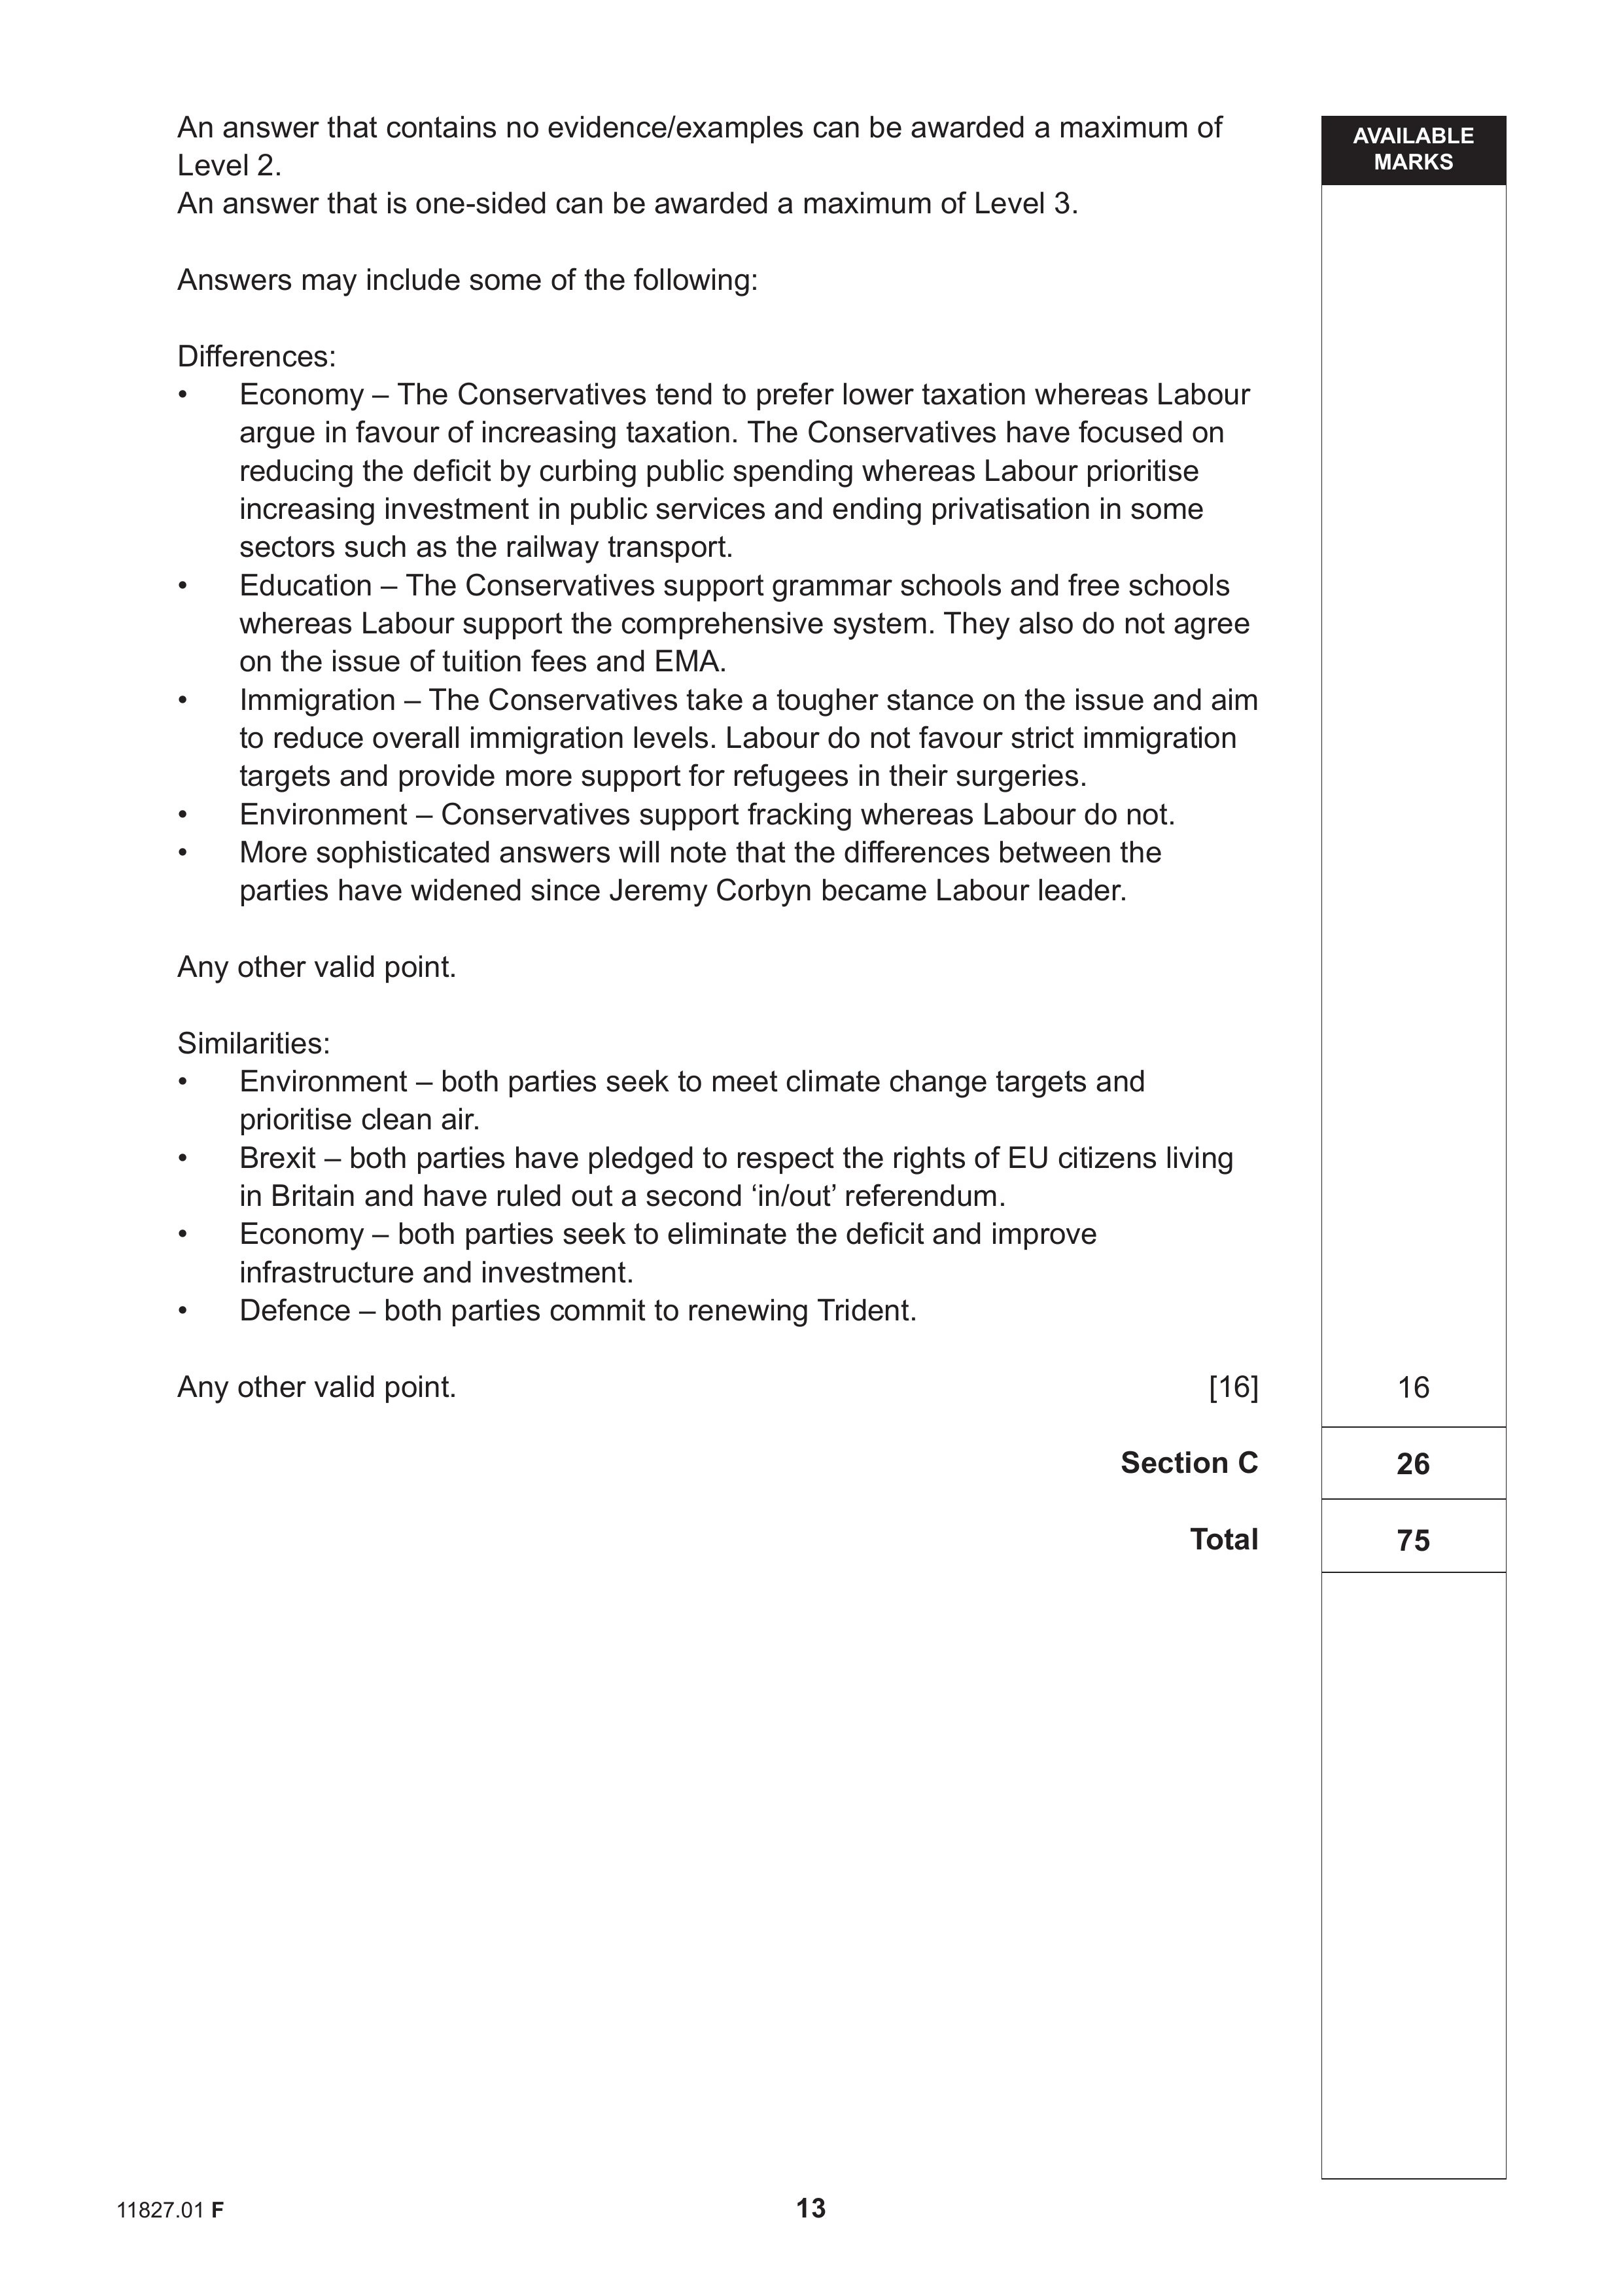 An answer that contains no evidence/examples can be awarded a maximum of
Level 2.
An answer that is one-sided can be awarded a maximum of Level 3.
Answers may include some of the following:
Differences:
• Economy – The Conservatives tend to prefer lower taxation whereas Labour
argue in favour of increasing taxation. The Conservatives have focused on
reducing the deficit by curbing public spending whereas Labour prioritise
increasing investment in public services and ending privatisation in some
sectors such as the railway transport.
• Education – The Conservatives support grammar schools and free schools
whereas Labour support the comprehensive system. They also do not agree
on the issue of tuition fees and EMA.
• Immigration – The Conservatives take a tougher stance on the issue and aim
to reduce overall immigration levels. Labour do not favour strict immigration
targets and provide more support for refugees in their surgeries.
• Environment – Conservatives support fracking whereas Labour do not.
• More sophisticated answers will note that the differences between the
parties have widened since Jeremy Corbyn became Labour leader.
Any other valid point.
Similarities:
• Environment – both parties seek to meet climate change targets and
prioritise clean air.
• Brexit – both parties have pledged to respect the rights of EU citizens living
in Britain and have ruled out a second ‘in/out’ referendum.
• Economy – both parties seek to eliminate the deficit and improve
infrastructure and investment.
• Defence – both parties commit to renewing Trident.
Any other valid point. [16]
Section C
Total
AVAILABLE
MARKS
16
26
75
11827.01 F
13